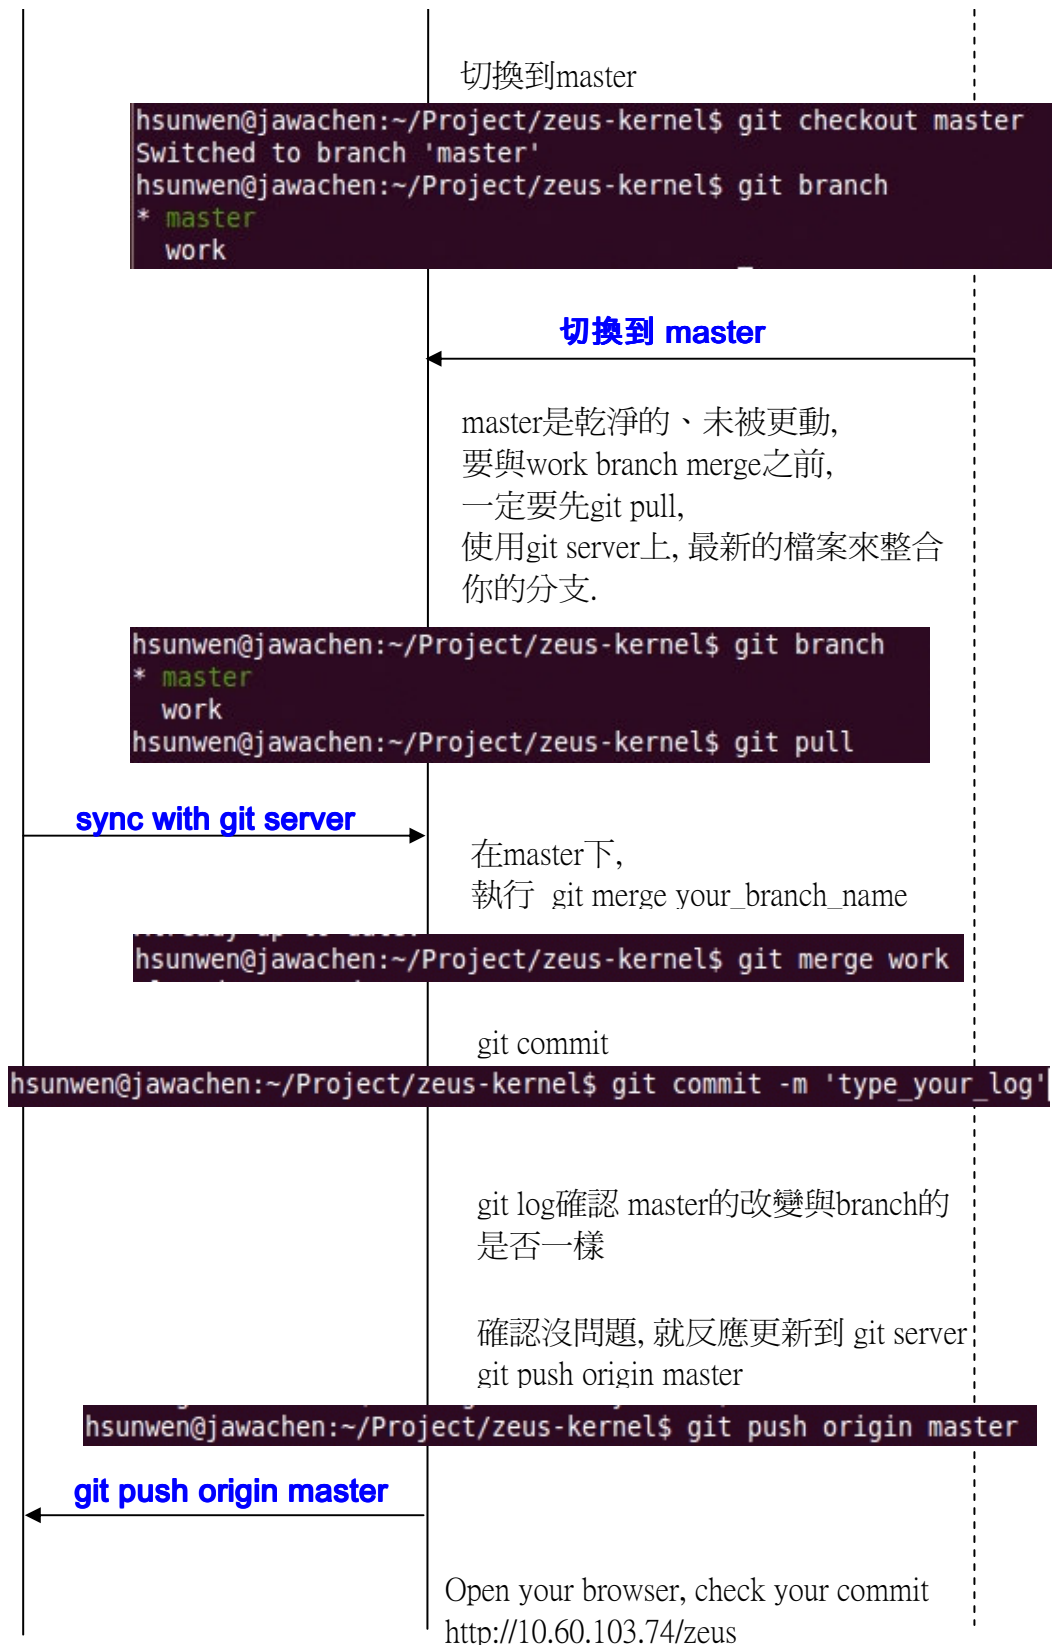 切換到master
hsunwen@jawachen:~/Project/zeus-kernel$ git checkout master
Switched to branch 'master'
hsunwen@jawachen:~/Project/zeus-kernel$ git branch
* master
work
切換到 master
master是乾淨的、未被更動,
要與work branch merge之前,
一定要先git pull,
使用git server上, 最新的檔案來整合
你的分支.
hsunwen@jawachen:~/Project/zeus-kernel$ git branch
* master
work
hsunwen@jawachen:~/Project/zeus-kernel$ git pull
sync with git server
在master下,
執行 git merge your_branch_name
hsunwen@jawachen:~/Project/zeus-kernel$ git merge work
git commit
hsunwen@jawachen:~/Project/zeus-kernel$ git commit -m 'type_your_log'
git log確認 master的改變與branch的
是否一樣
確認沒問題, 就反應更新到 git server
git push origin master
hsunwen@jawachen:~/Project/zeus-kernel$ git push origin master
git push origin master
Open your browser, check your commit
http://10.60.103.74/zeus